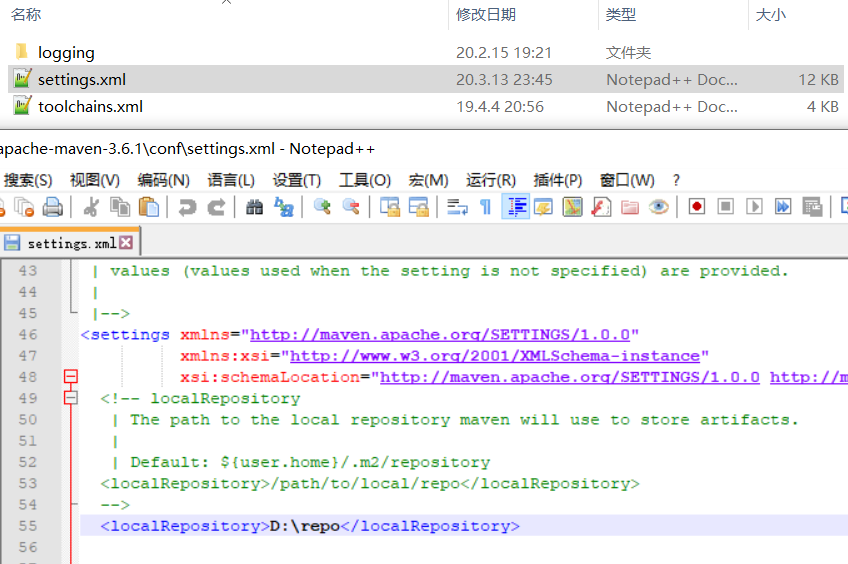 名称 修改日期 类型 大小
logging 20.2.15 19:21 文件夹
settings.xml 20.3.13 23:45 Notepad++ Doc... 12 KB
toolchains.xml 19.4.4 20:56 Notepad++ Doc... 4 KB
apache-maven-3.6.1\conf\settings.xml - Notepad++
搜索(S) 视图(V) 编码(N) 语言(L) 设置(T) 工具(O) 宏(M) 运行(R) 插件(P) 窗口(W) ?
settings.xml
43 | values (values used when the setting is not specified) are provided.
44 |
45 |-->
46 <settings xmlns="http://maven.apache.org/SETTINGS/1.0.0"
47 xmlns:xsi="http://www.w3.org/2001/XMLSchema-instance"
48 xsi:schemaLocation="http://maven.apache.org/SETTINGS/1.0.0 http://m
49 <!-- localRepository
50 | The path to the local repository maven will use to store artifacts.
51 |
52 | Default: ${user.home}/.m2/repository
53 <localRepository>/path/to/local/repo</localRepository>
54 -->
55 <localRepository>D:\repo</localRepository>
56